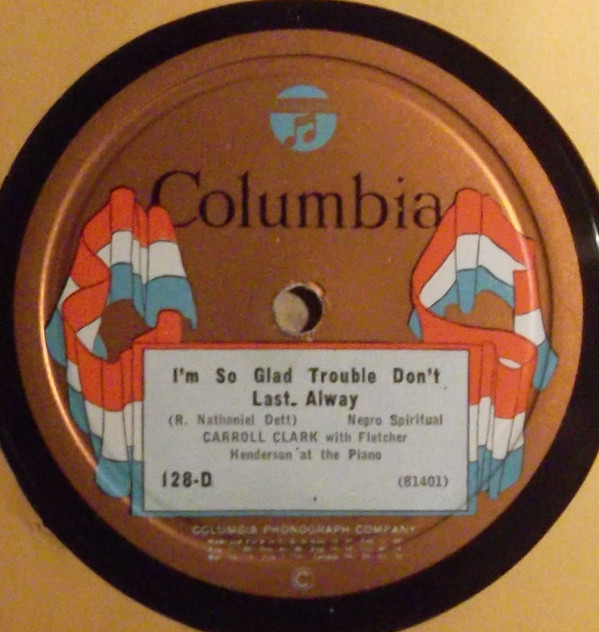 Columbia
I'm So Glad Trouble Don't
Last Alway
(R. Nathaniel Dett) Negro Spiritual
CARROLL CLARK with Fletcher
Henderson at the Piano
128-D (81401)
COLUMBIA PHONOGRAPH COMPANY
©